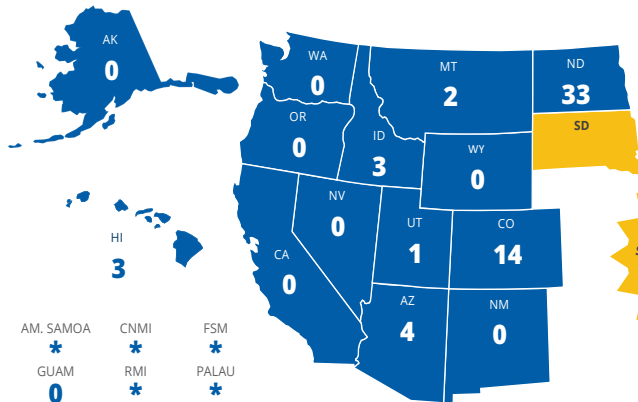 AK
0
WA
0
MT
2
ND
33
OR
0
ID
3
SD
WY
0
NV
0
UT
1
CO
14
HI
3
CA
0
AZ
4
NM
0
AM. SAMOA
*
CNMI
*
FSM
*
GUAM
0
RMI
*
PALAU
*